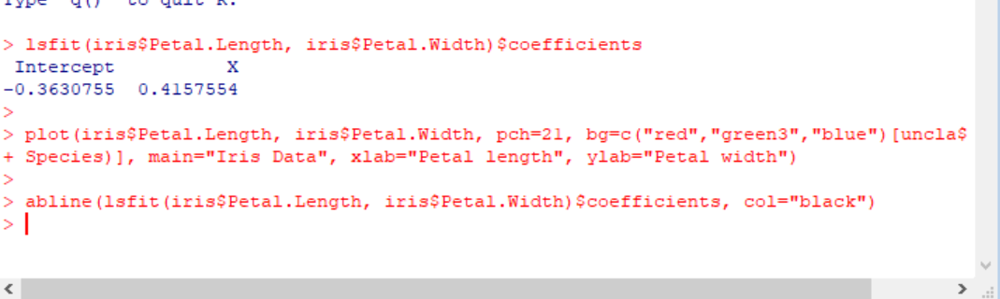 Type 'q()' to quit R.
> lsfit(iris$Petal.Length, iris$Petal.Width)$coefficients
Intercept X
-0.3630755 0.4157554
>
> plot(iris$Petal.Length, iris$Petal.Width, pch=21, bg=c("red","green3","blue")[uncla$
+ Species)], main="Iris Data", xlab="Petal length", ylab="Petal width")
>
> abline(lsfit(iris$Petal.Length, iris$Petal.Width)$coefficients, col="black")
>